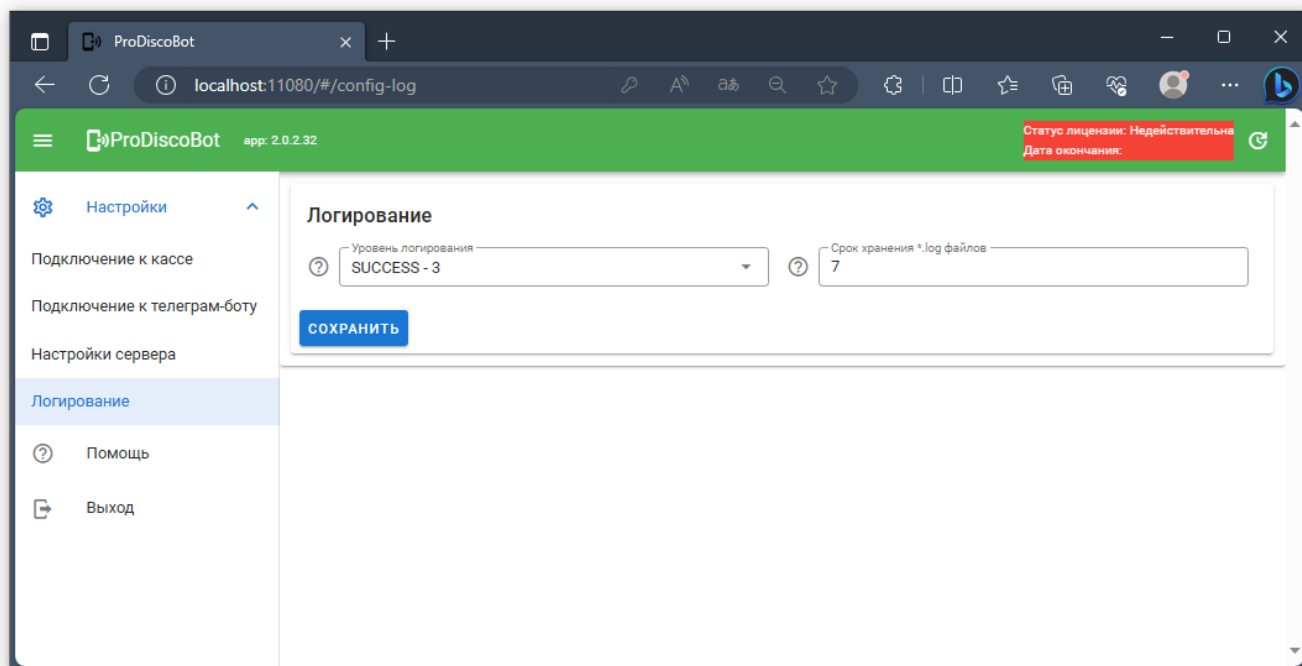 ProDiscoBot
localhost:11080/#/config-log
ProDiscoBot app: 2.0.2.32
Статус лицензии: Недействительна
Дата окончания:
Настройки
Подключение к кассе
Подключение к телеграм-боту
Настройки сервера
Логирование
Помощь
Выход
Логирование
Уровень логирования
SUCCESS - 3
Срок хранения *.log файлов
7
СОХРАНИТЬ